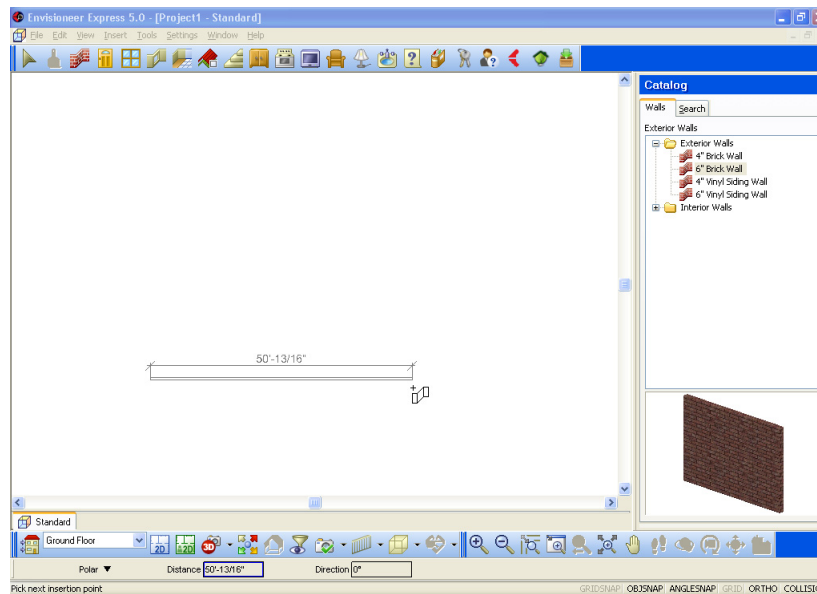 Envisioneer Express 5.0 - [Project1 - Standard]
File Edit View Insert Tools Settings Window Help
Catalog
Walls Search
Exterior Walls
Exterior Walls
4" Brick Wall
6" Brick Wall
4" Vinyl Siding Wall
6" Vinyl Siding Wall
Interior Walls
50'-13/16"
Standard
Ground Floor
2D 2D 3D
Polar ▼ Distance 50'-13/16" Direction 0°
Pick next insertion point GRIDSNAP OBJSNAP ANGLESNAP GRID ORTHO COLLISI